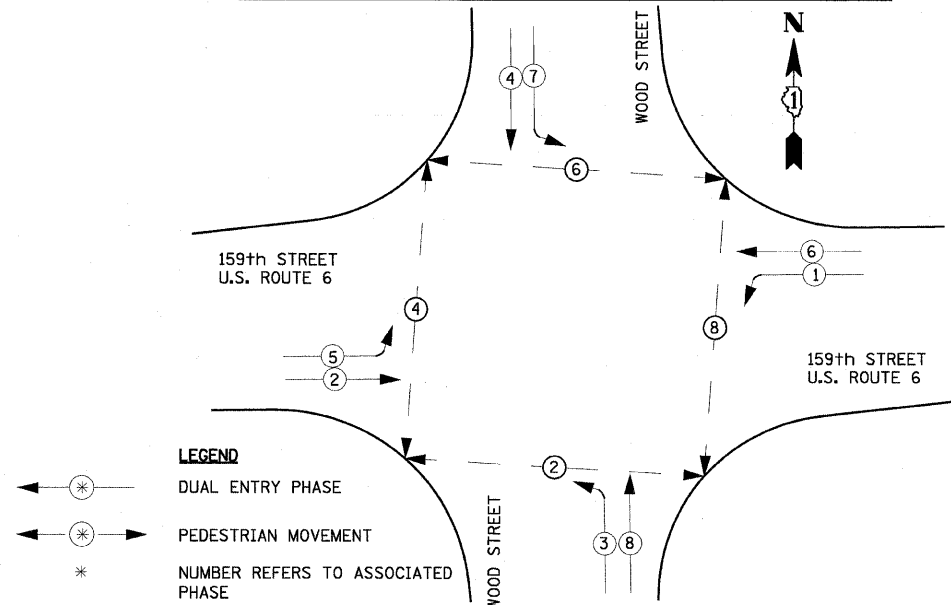 WOOD STREET
N
1
4
7
6
159th STREET
U.S. ROUTE 6
6
1
4
8
5
2
159th STREET
U.S. ROUTE 6
LEGEND
2
* DUAL ENTRY PHASE
* PEDESTRIAN MOVEMENT
WOOD STREET
3
8
* NUMBER REFERS TO ASSOCIATED
PHASE